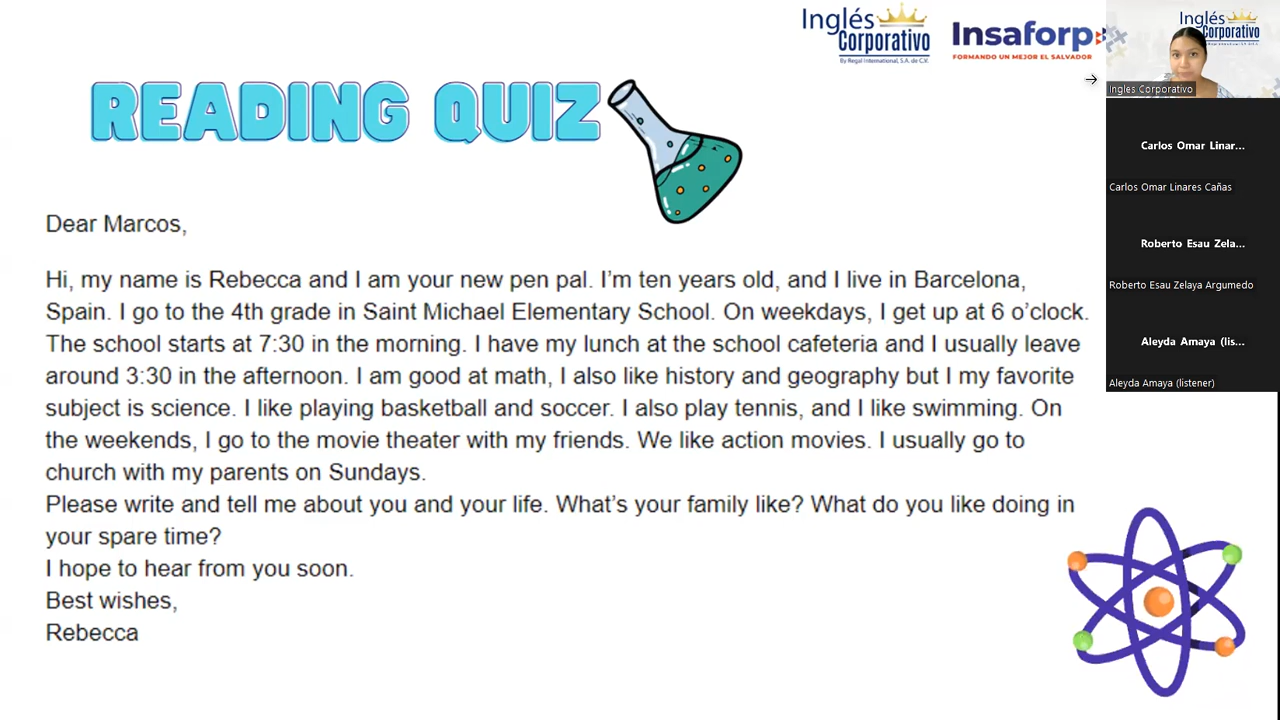 Inglés
Corporativo
By Regal International, S.A. de C.V.
Insaforp
FORMANDO UN MEJOR EL SALVADOR
READING QUIZ
Dear Marcos,
Hi, my name is Rebecca and I am your new pen pal. I’m ten years old, and I live in Barcelona,
Spain. I go to the 4th grade in Saint Michael Elementary School. On weekdays, I get up at 6 o’clock.
The school starts at 7:30 in the morning. I have my lunch at the school cafeteria and I usually leave
around 3:30 in the afternoon. I am good at math, I also like history and geography but I my favorite
subject is science. I like playing basketball and soccer. I also play tennis, and I like swimming. On
the weekends, I go to the movie theater with my friends. We like action movies. I usually go to
church with my parents on Sundays.
Please write and tell me about you and your life. What’s your family like? What do you like doing in
your spare time?
I hope to hear from you soon.
Best wishes,
Rebecca
Inglés
Corporativo
Ingles Corporativo
Carlos Omar Linar...
Carlos Omar Linares Cañas
Roberto Esau Zela...
Roberto Esau Zelaya Argumedo
Aleyda Amaya (lis...
Aleyda Amaya (listener)